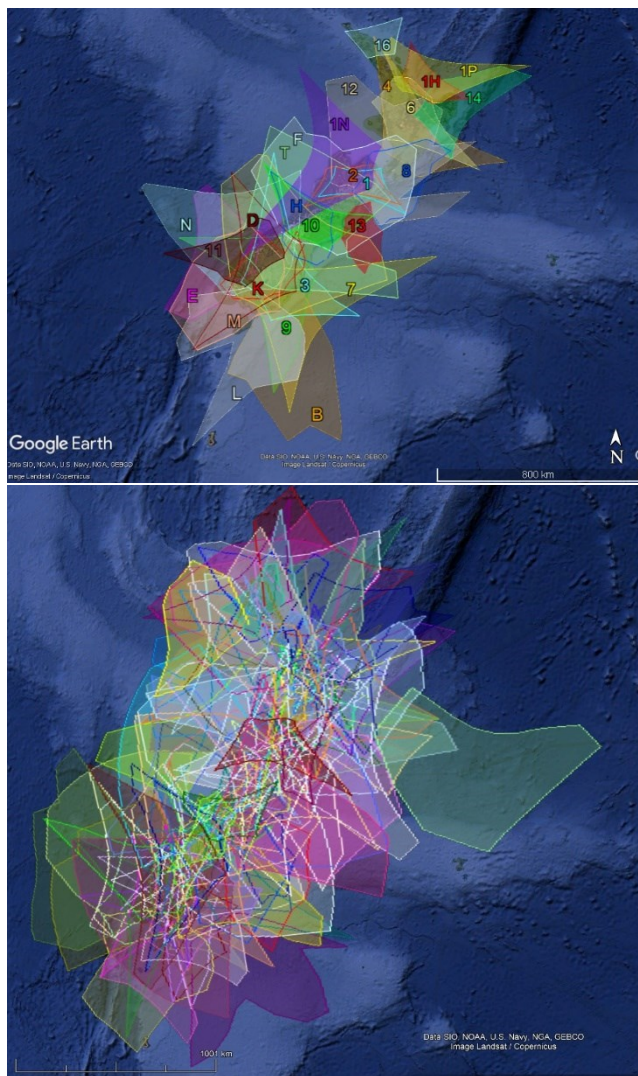 16
1P
1H
4
12
14
6
1N
F
T
8
2
1
N
H
D
10
13
11
K
3
7
E
M
9
L
B
Google Earth
Data SIO, NOAA, U.S. Navy, NGA, GEBCO
Image Landsat / Copernicus
Data SIO, NOAA, U.S. Navy, NGA, GEBCO
Image Landsat / Copernicus
N
800 km
Data SIO, NOAA, U.S. Navy, NGA, GEBCO
Image Landsat / Copernicus
1001 km